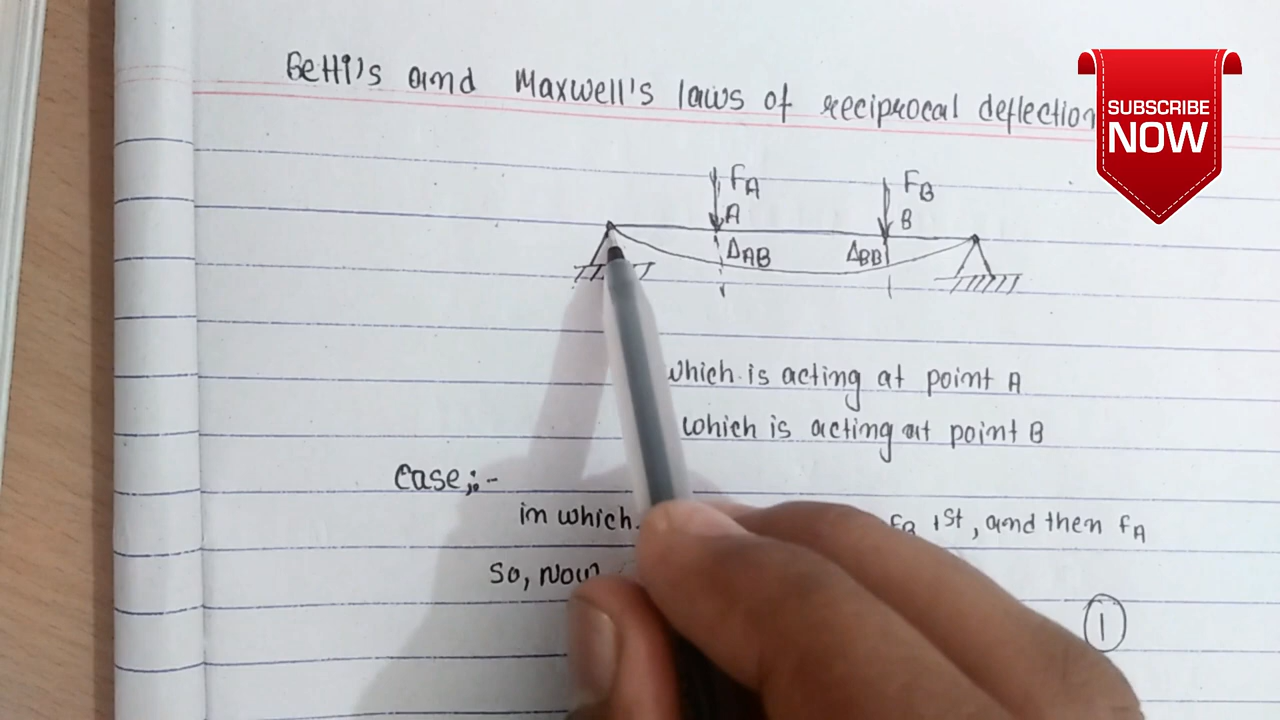 Betti's and Maxwell's laws of reciprocal deflection
SUBSCRIBE
NOW
FA
FB
A
B
ΔAB
ΔBB
which is acting at point A
which is acting at point B
Case;:-
in which
FB 1st, and then FA
So, Now
1